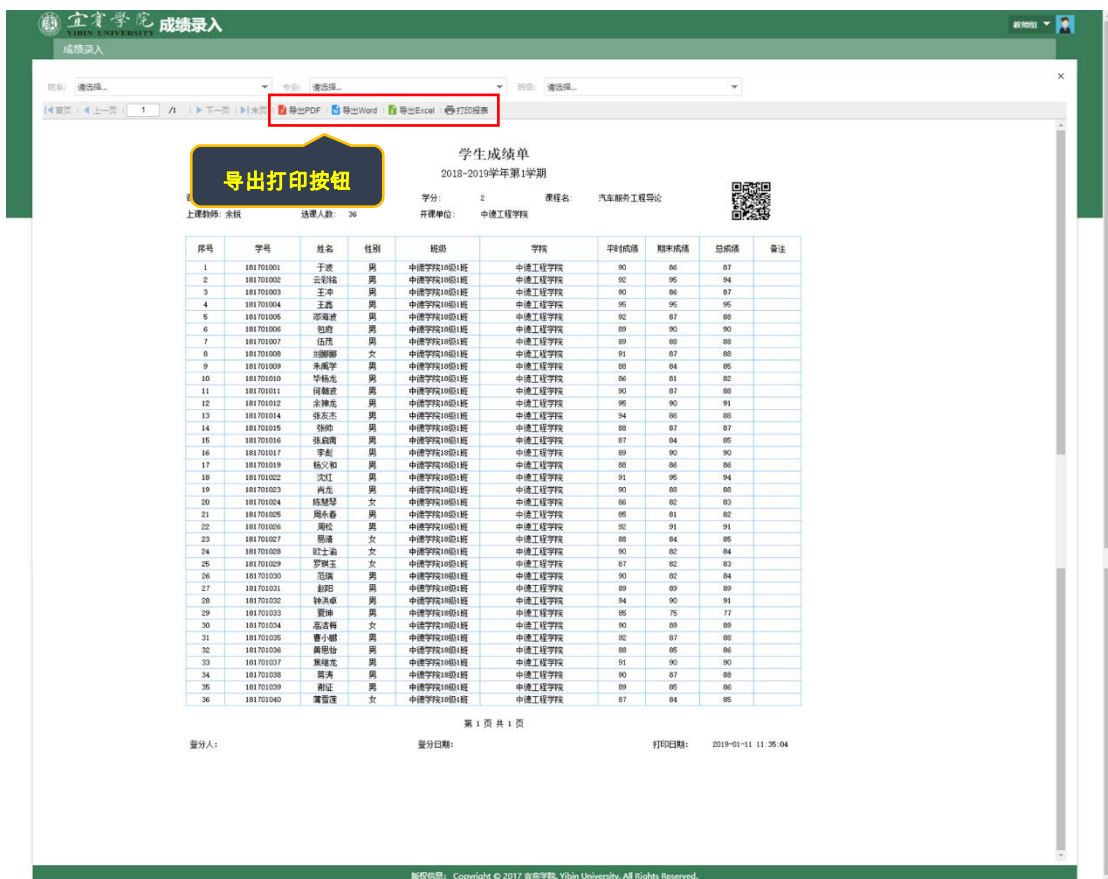 宜宾学院 成绩录入
YIBIN UNIVERSITY
教师组
成绩录入
院系: 请选择... 专业: 请选择... 班级: 请选择...
首页 上一页 1 /1 下一页 末页 导出PDF 导出Word 导出Excel 打印报表
导出打印按钮
学生成绩单
2018-2019学年第1学期
学分: 2 课程名: 汽车服务工程导论
上课教师: 余锐 选课人数: 36 开课单位: 中德工程学院
序号 学号 姓名 性别 班级 学院 平时成绩 期末成绩 总成绩 备注
1 181701001 于波 男 中德学院18级1班 中德工程学院 90 86 87
2 181701002 云彩铭 男 中德学院18级1班 中德工程学院 92 95 94
3 181701003 王冲 男 中德学院18级1班 中德工程学院 90 86 87
4 181701004 王鑫 男 中德学院18级1班 中德工程学院 95 95 95
5 181701005 邓海波 男 中德学院18级1班 中德工程学院 92 87 88
6 181701006 包府 男 中德学院18级1班 中德工程学院 89 90 90
7 181701007 伍茂 男 中德学院18级1班 中德工程学院 89 88 88
8 181701008 刘娜娜 女 中德学院18级1班 中德工程学院 91 87 88
9 181701009 朱禹学 男 中德学院18级1班 中德工程学院 88 84 85
10 181701010 毕杨龙 男 中德学院18级1班 中德工程学院 86 81 82
11 181701011 何朝波 男 中德学院18级1班 中德工程学院 90 87 88
12 181701012 余禅龙 男 中德学院18级1班 中德工程学院 95 90 91
13 181701014 张友杰 男 中德学院18级1班 中德工程学院 94 86 88
14 181701015 张帅 男 中德学院18级1班 中德工程学院 88 87 87
15 181701016 张启南 男 中德学院18级1班 中德工程学院 87 84 85
16 181701017 李彪 男 中德学院18级1班 中德工程学院 89 90 90
17 181701019 杨义和 男 中德学院18级1班 中德工程学院 88 86 86
18 181701022 沈红 男 中德学院18级1班 中德工程学院 91 95 94
19 181701023 肖龙 男 中德学院18级1班 中德工程学院 90 88 88
20 181701024 陈慧琴 女 中德学院18级1班 中德工程学院 86 82 83
21 181701025 周永春 男 中德学院18级1班 中德工程学院 85 81 82
22 181701026 周松 男 中德学院18级1班 中德工程学院 92 91 91
23 181701027 易靖 女 中德学院18级1班 中德工程学院 88 84 85
24 181701028 欧士渝 女 中德学院18级1班 中德工程学院 90 82 84
25 181701029 罗琪玉 女 中德学院18级1班 中德工程学院 87 82 83
26 181701030 范瑞 男 中德学院18级1班 中德工程学院 90 82 84
27 181701031 赵阳 男 中德学院18级1班 中德工程学院 89 89 89
28 181701032 钟洪卓 男 中德学院18级1班 中德工程学院 94 90 91
29 181701033 夏坤 男 中德学院18级1班 中德工程学院 85 75 77
30 181701034 高洁梅 女 中德学院18级1班 中德工程学院 90 89 89
31 181701035 曹小鹏 男 中德学院18级1班 中德工程学院 92 87 88
32 181701036 黄思怡 男 中德学院18级1班 中德工程学院 88 85 86
33 181701037 焦继龙 男 中德学院18级1班 中德工程学院 91 90 90
34 181701038 蒋涛 男 中德学院18级1班 中德工程学院 90 87 88
35 181701039 谢征 男 中德学院18级1班 中德工程学院 89 85 86
36 181701040 蒲雪莲 女 中德学院18级1班 中德工程学院 87 84 85
第 1 页 共 1 页
登分人: 登分日期: 打印日期: 2019-01-11 11:35:04
版权信息: Copyright © 2017 宜宾学院, Yibin University, All Rights Reserved.